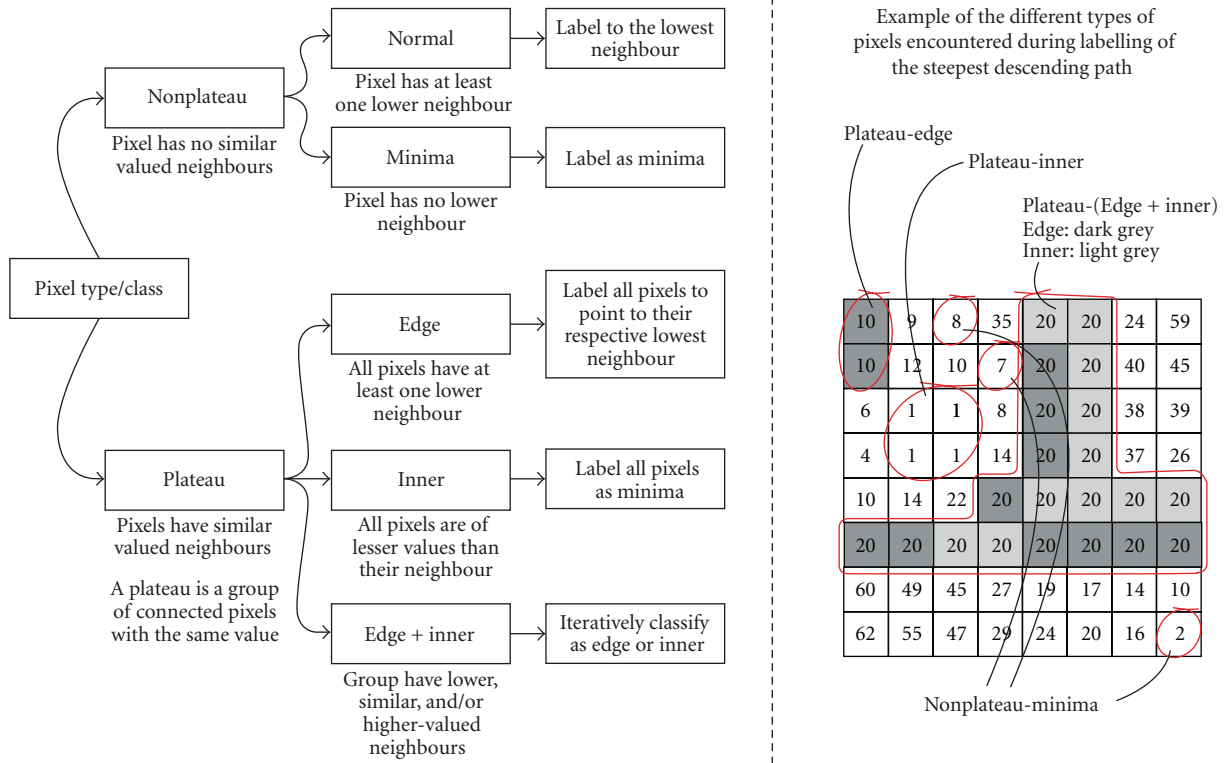 Pixel type/class
Nonplateau
Pixel has no similar
valued neighbours
Normal
Pixel has at least
one lower neighbour
Label to the lowest
neighbour
Minima
Pixel has no lower
neighbour
Label as minima
Plateau
Pixels have similar
valued neighbours
A plateau is a group
of connected pixels
with the same value
Edge
All pixels have at
least one lower
neighbour
Label all pixels to
point to their
respective lowest
neighbour
Inner
All pixels are of
lesser values than
their neighbour
Label all pixels
as minima
Edge + inner
Group have lower,
similar, and/or
higher-valued
neighbours
Iteratively classify
as edge or inner
Example of the different types of
pixels encountered during labelling of
the steepest descending path
Plateau-edge
Plateau-inner
Plateau-(Edge + inner)
Edge: dark grey
Inner: light grey
10 9 8 35 20 20 24 59
10 12 10 7 20 20 40 45
6 1 1 8 20 20 38 39
4 1 1 14 20 20 37 26
10 14 22 20 20 20 20 20
20 20 20 20 20 20 20 20
60 49 45 27 19 17 14 10
62 55 47 29 24 20 16 2
Nonplateau-minima